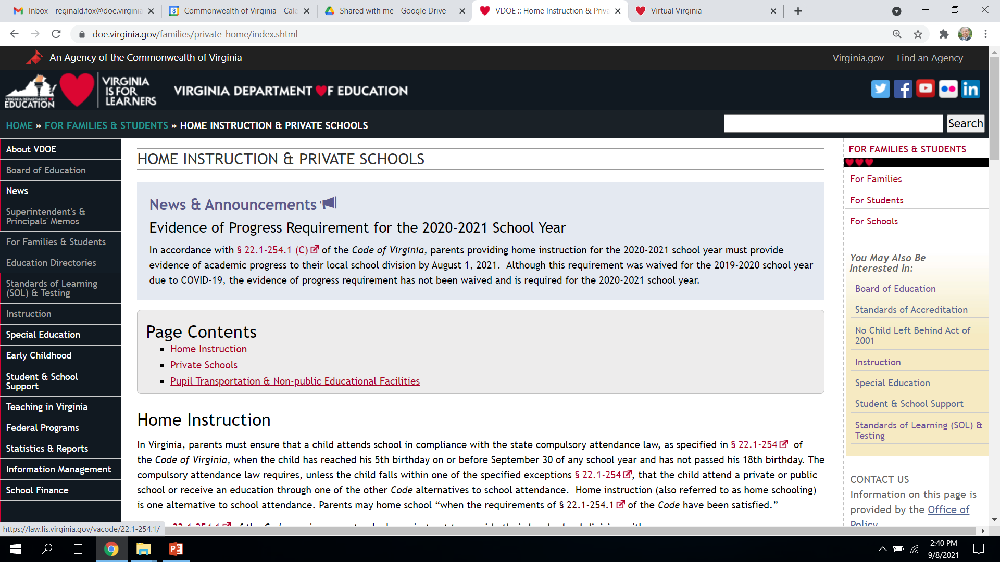 Inbox - reginald.fox@doe.virginia
Commonwealth of Virginia - Cale
Shared with me - Google Drive
VDOE :: Home Instruction & Priva
Virtual Virginia
doe.virginia.gov/families/private_home/index.shtml
An Agency of the Commonwealth of Virginia
Virginia.gov
Find an Agency
VIRGINIA DEPARTMENT OF
EDUCATION
VIRGINIA
IS FOR
LEARNERS
VIRGINIA DEPARTMENT OF EDUCATION
HOME » FOR FAMILIES & STUDENTS » HOME INSTRUCTION & PRIVATE SCHOOLS
Search
About VDOE
Board of Education
News
Superintendent's &
Principals' Memos
For Families & Students
Education Directories
Standards of Learning
(SOL) & Testing
Instruction
Special Education
Early Childhood
Student & School
Support
Teaching in Virginia
Federal Programs
Statistics & Reports
Information Management
School Finance
HOME INSTRUCTION & PRIVATE SCHOOLS
News & Announcements
Evidence of Progress Requirement for the 2020-2021 School Year
In accordance with § 22.1-254.1 (C) of the Code of Virginia, parents providing home instruction for the 2020-2021 school year must provide
evidence of academic progress to their local school division by August 1, 2021. Although this requirement was waived for the 2019-2020 school year
due to COVID-19, the evidence of progress requirement has not been waived and is required for the 2020-2021 school year.
Page Contents
Home Instruction
Private Schools
Pupil Transportation & Non-public Educational Facilities
Home Instruction
In Virginia, parents must ensure that a child attends school in compliance with the state compulsory attendance law, as specified in § 22.1-254 of
the Code of Virginia, when the child has reached his 5th birthday on or before September 30 of any school year and has not passed his 18th birthday. The
compulsory attendance law requires, unless the child falls within one of the specified exceptions § 22.1-254, that the child attend a private or public
school or receive an education through one of the other Code alternatives to school attendance. Home instruction (also referred to as home schooling)
is one alternative to school attendance. Parents may home school “when the requirements of § 22.1-254.1 of the Code have been satisfied.”
FOR FAMILIES & STUDENTS
For Families
For Students
For Schools
You May Also Be
Interested In:
Board of Education
Standards of Accreditation
No Child Left Behind Act of
2001
Instruction
Special Education
Student & School Support
Standards of Learning (SOL) &
Testing
CONTACT US
Information on this page is
provided by the Office of
Policy
https://law.lis.virginia.gov/vacode/22.1-254.1/
2:40 PM
9/8/2021